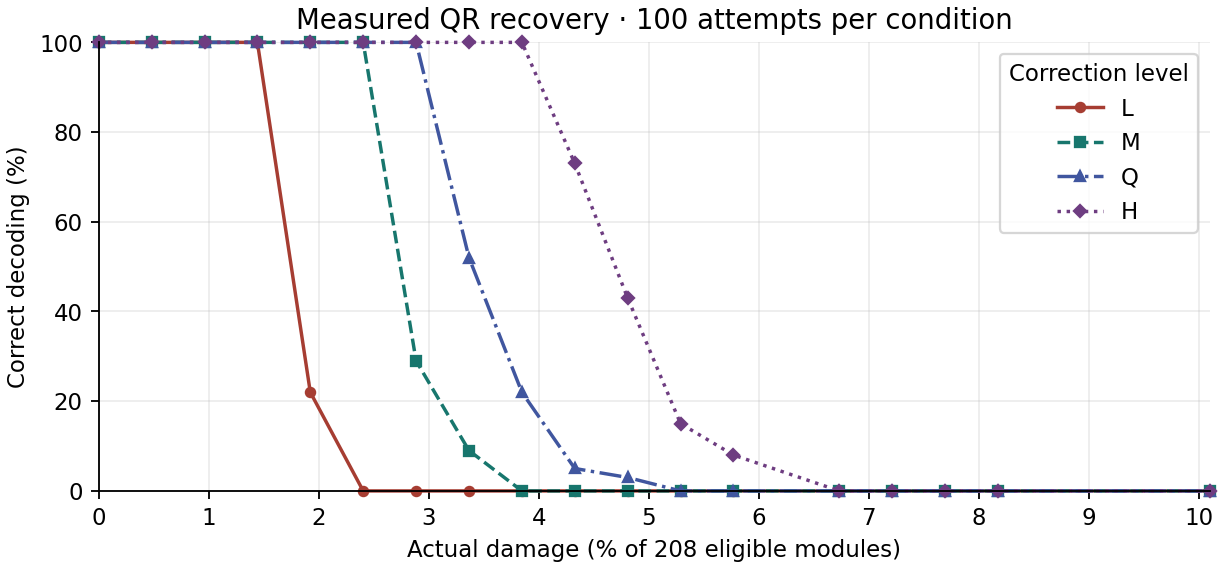 Measured QR recovery · 100 attempts per condition
Correct decoding (%)
100
80
60
40
20
0
Correction level
L
M
Q
H
0 1 2 3 4 5 6 7 8 9 10
Actual damage (% of 208 eligible modules)